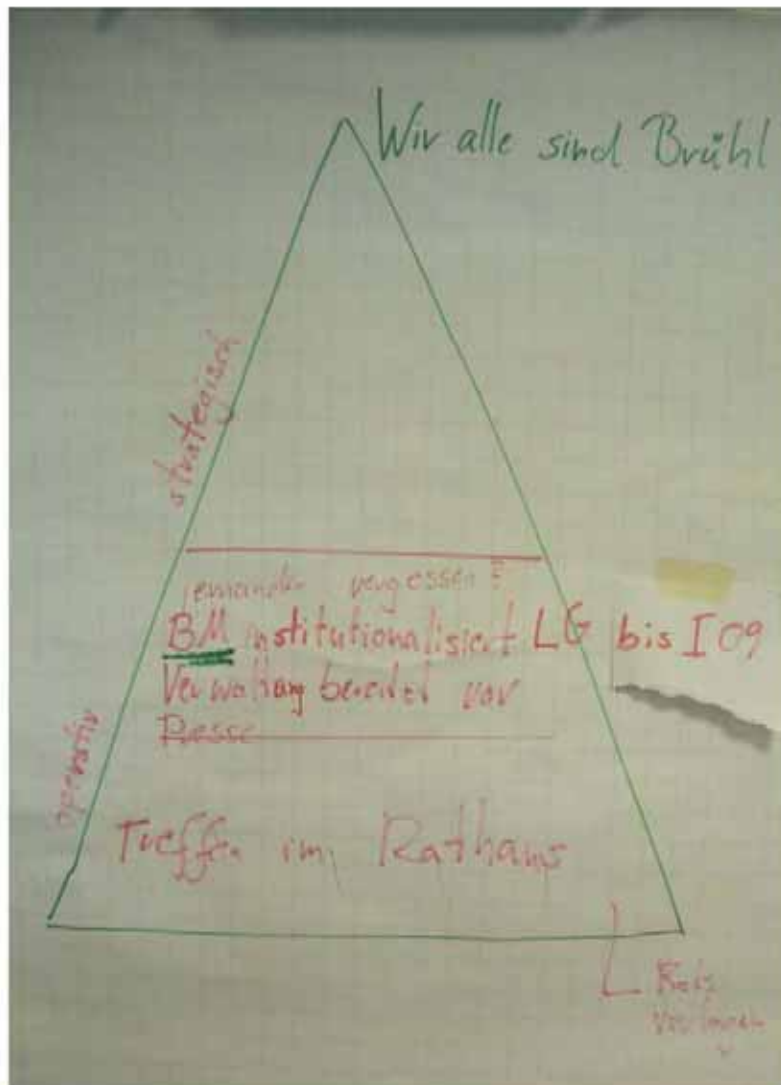 Wir alle sind Brühl
strategisch
jemanden vergessen?
BM institutionalisiert LG bis I 09
Verwaltung bereitet vor
Presse
operativ
Treffen im Rathaus